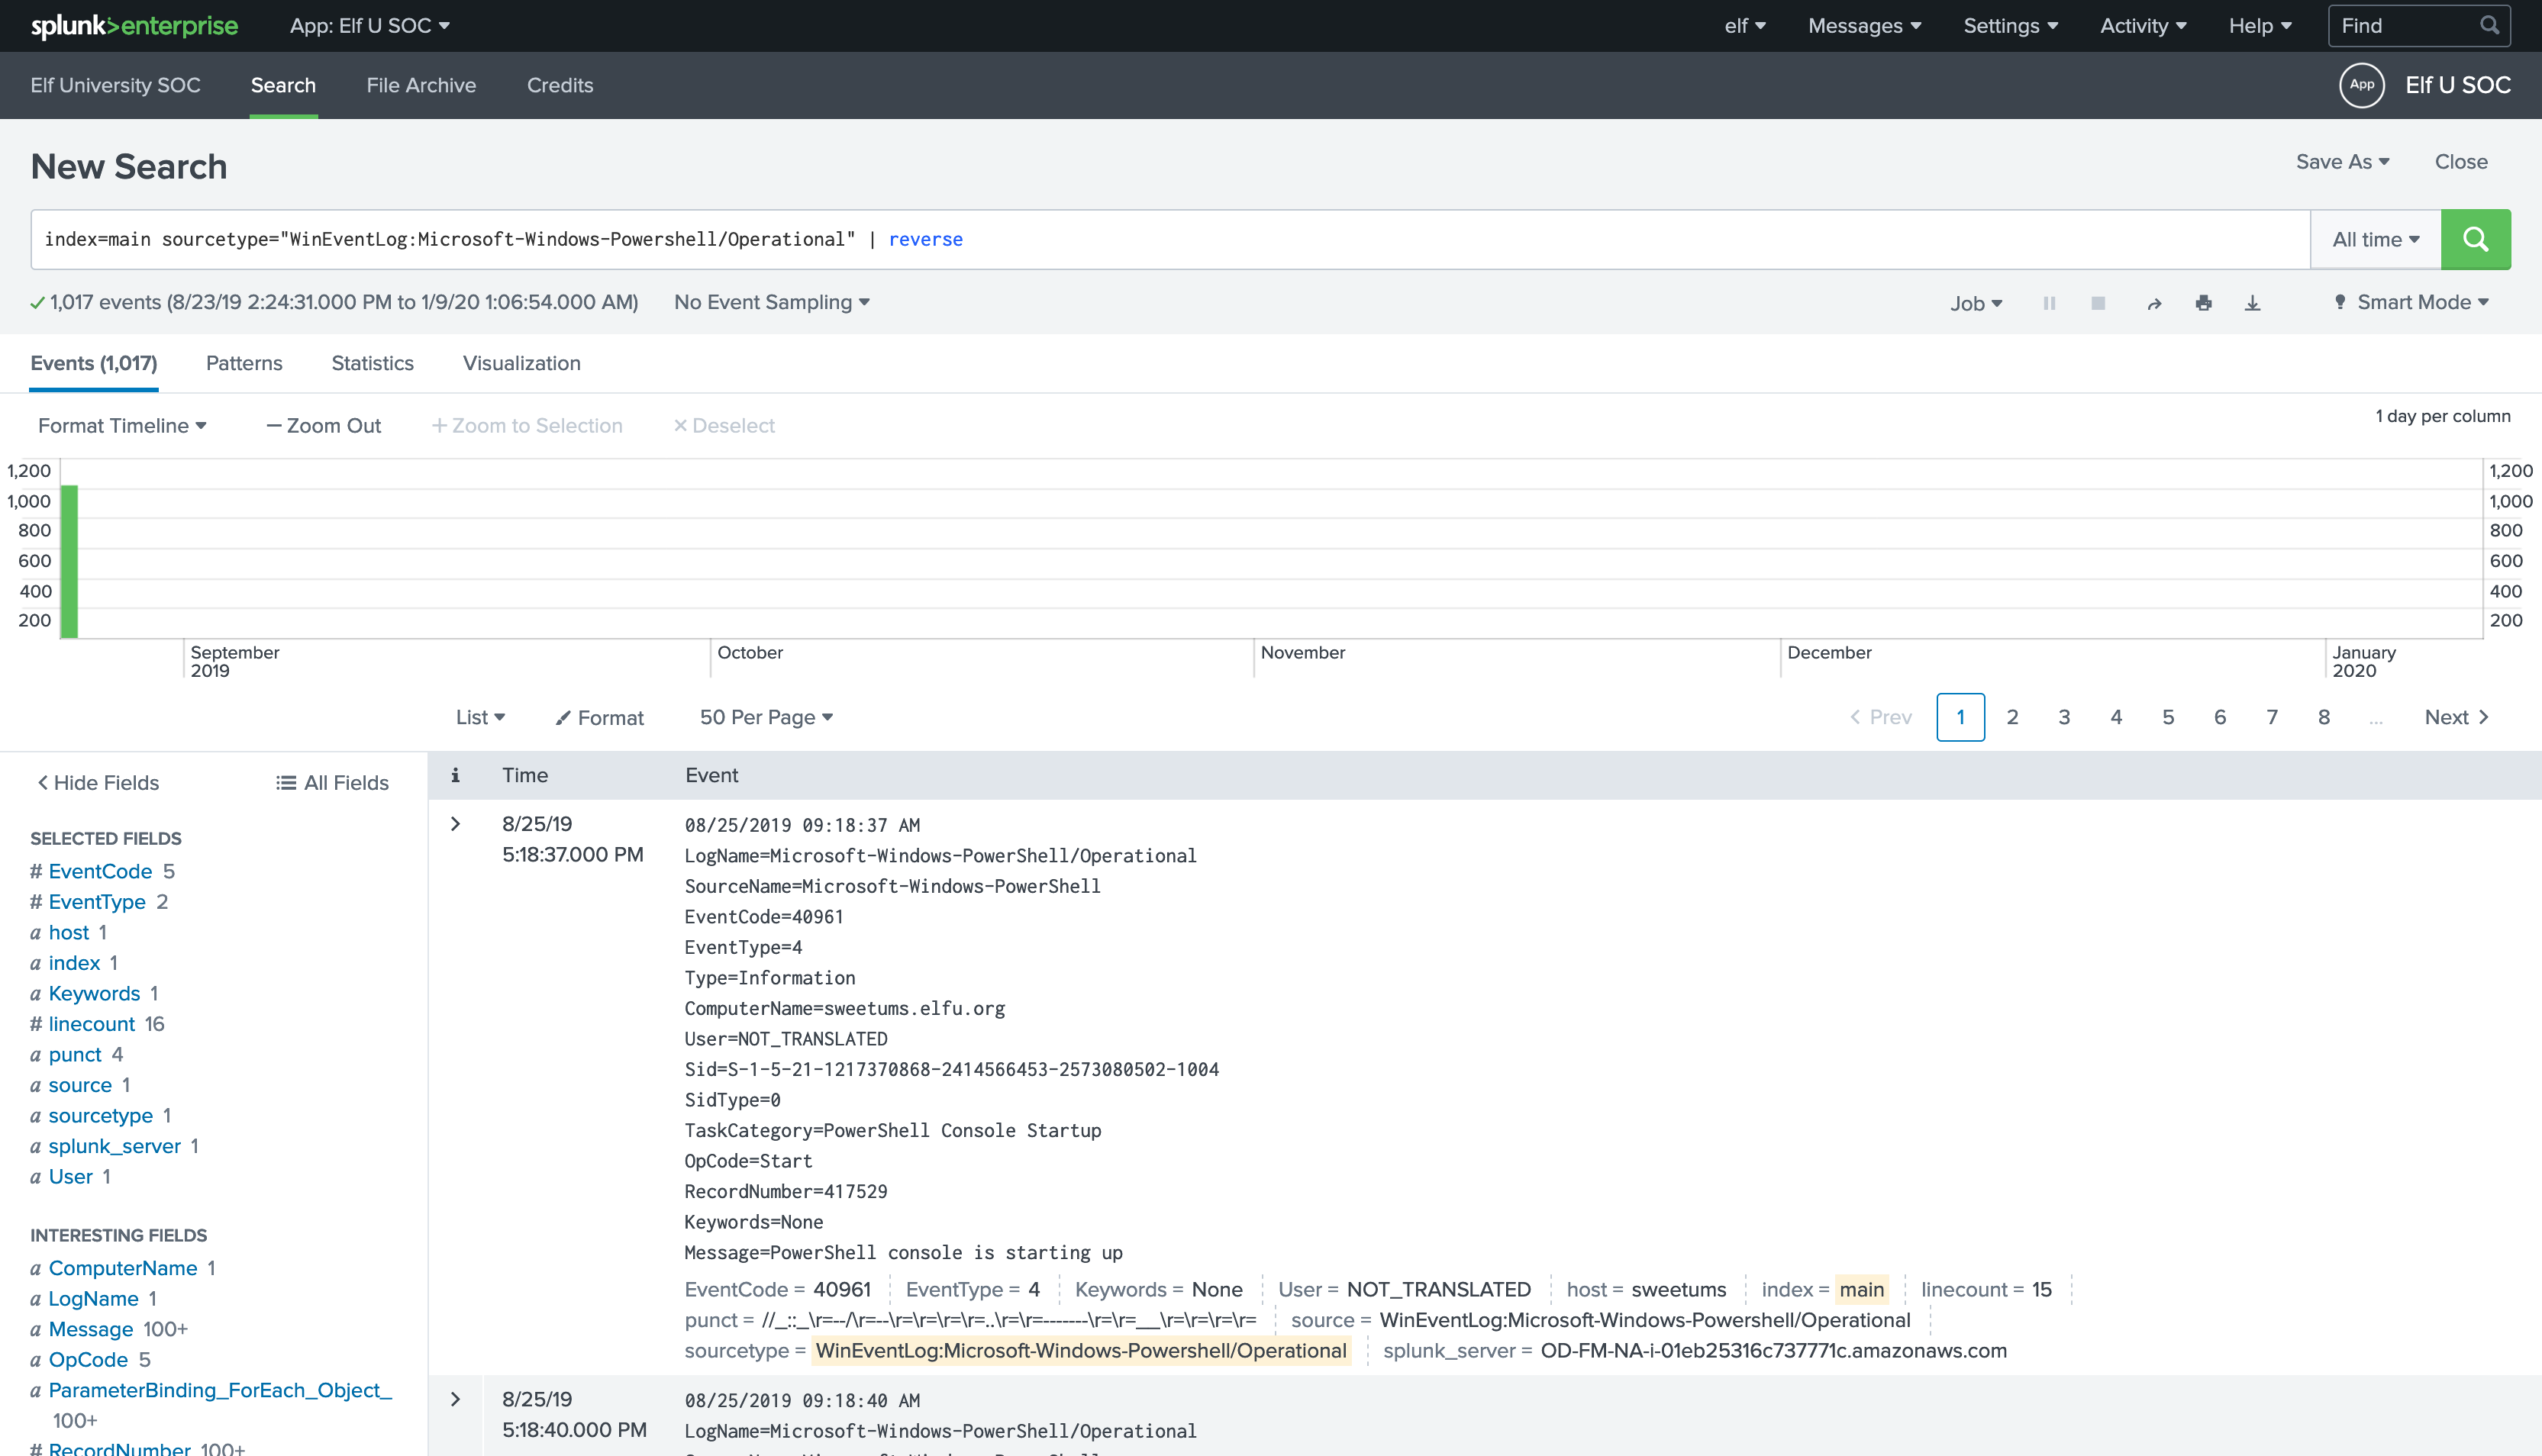 splunk>enterprise App: Elf U SOC elf Messages Settings Activity Help Find
Elf University SOC Search File Archive Credits App Elf U SOC
New Search Save As Close
index=main sourcetype="WinEventLog:Microsoft-Windows-Powershell/Operational" | reverse All time
1,017 events (8/23/19 2:24:31.000 PM to 1/9/20 1:06:54.000 AM) No Event Sampling Job Smart Mode
Events (1,017) Patterns Statistics Visualization
Format Timeline — Zoom Out + Zoom to Selection × Deselect 1 day per column
1,200 1,200
1,000 1,000
800 800
600 600
400 400
200 200
September October November December January
2019 2020
List Format 50 Per Page < Prev 1 2 3 4 5 6 7 8 ... Next >
< Hide Fields All Fields i Time Event
SELECTED FIELDS
# EventCode 5
# EventType 2
a host 1
a index 1
a Keywords 1
# linecount 16
a punct 4
a source 1
a sourcetype 1
a splunk_server 1
a User 1
INTERESTING FIELDS
a ComputerName 1
a LogName 1
a Message 100+
a OpCode 5
a ParameterBinding_ForEach_Object_
100+
# RecordNumber 100+
> 8/25/19 08/25/2019 09:18:37 AM
5:18:37.000 PM LogName=Microsoft-Windows-PowerShell/Operational
SourceName=Microsoft-Windows-PowerShell
EventCode=40961
EventType=4
Type=Information
ComputerName=sweetums.elfu.org
User=NOT_TRANSLATED
Sid=S-1-5-21-1217370868-2414566453-2573080502-1004
SidType=0
TaskCategory=PowerShell Console Startup
OpCode=Start
RecordNumber=417529
Keywords=None
Message=PowerShell console is starting up
EventCode = 40961 EventType = 4 Keywords = None User = NOT_TRANSLATED host = sweetums index = main linecount = 15
punct = //_::_\r=--/\r=--\r=\r=\r=\r=..\r=\r=-------\r=\r=__\r=\r=\r=\r= source = WinEventLog:Microsoft-Windows-Powershell/Operational
sourcetype = WinEventLog:Microsoft-Windows-Powershell/Operational splunk_server = OD-FM-NA-i-01eb25316c737771c.amazonaws.com
> 8/25/19 08/25/2019 09:18:40 AM
5:18:40.000 PM LogName=Microsoft-Windows-PowerShell/Operational